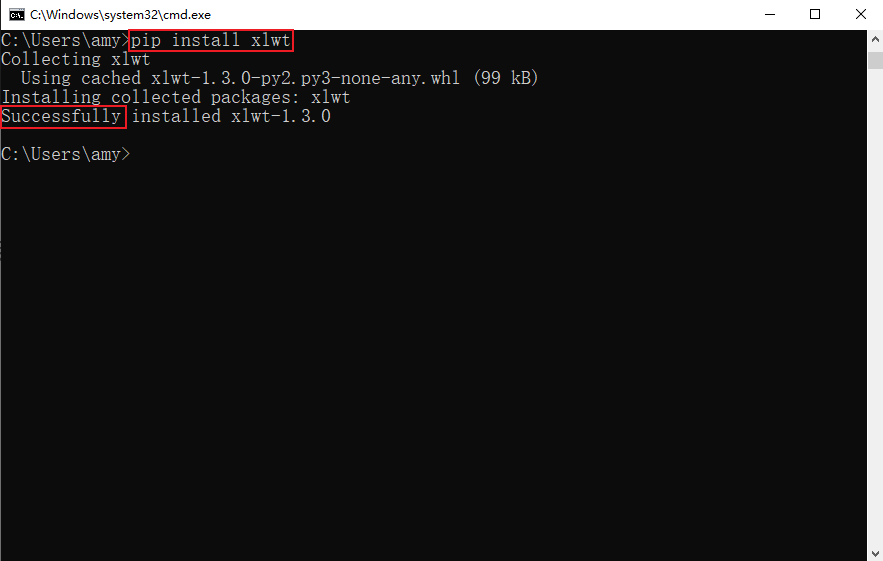 C:\Windows\system32\cmd.exe
C:\Users\amy>pip install xlwt
Collecting xlwt
  Using cached xlwt-1.3.0-py2.py3-none-any.whl (99 kB)
Installing collected packages: xlwt
Successfully installed xlwt-1.3.0
C:\Users\amy>